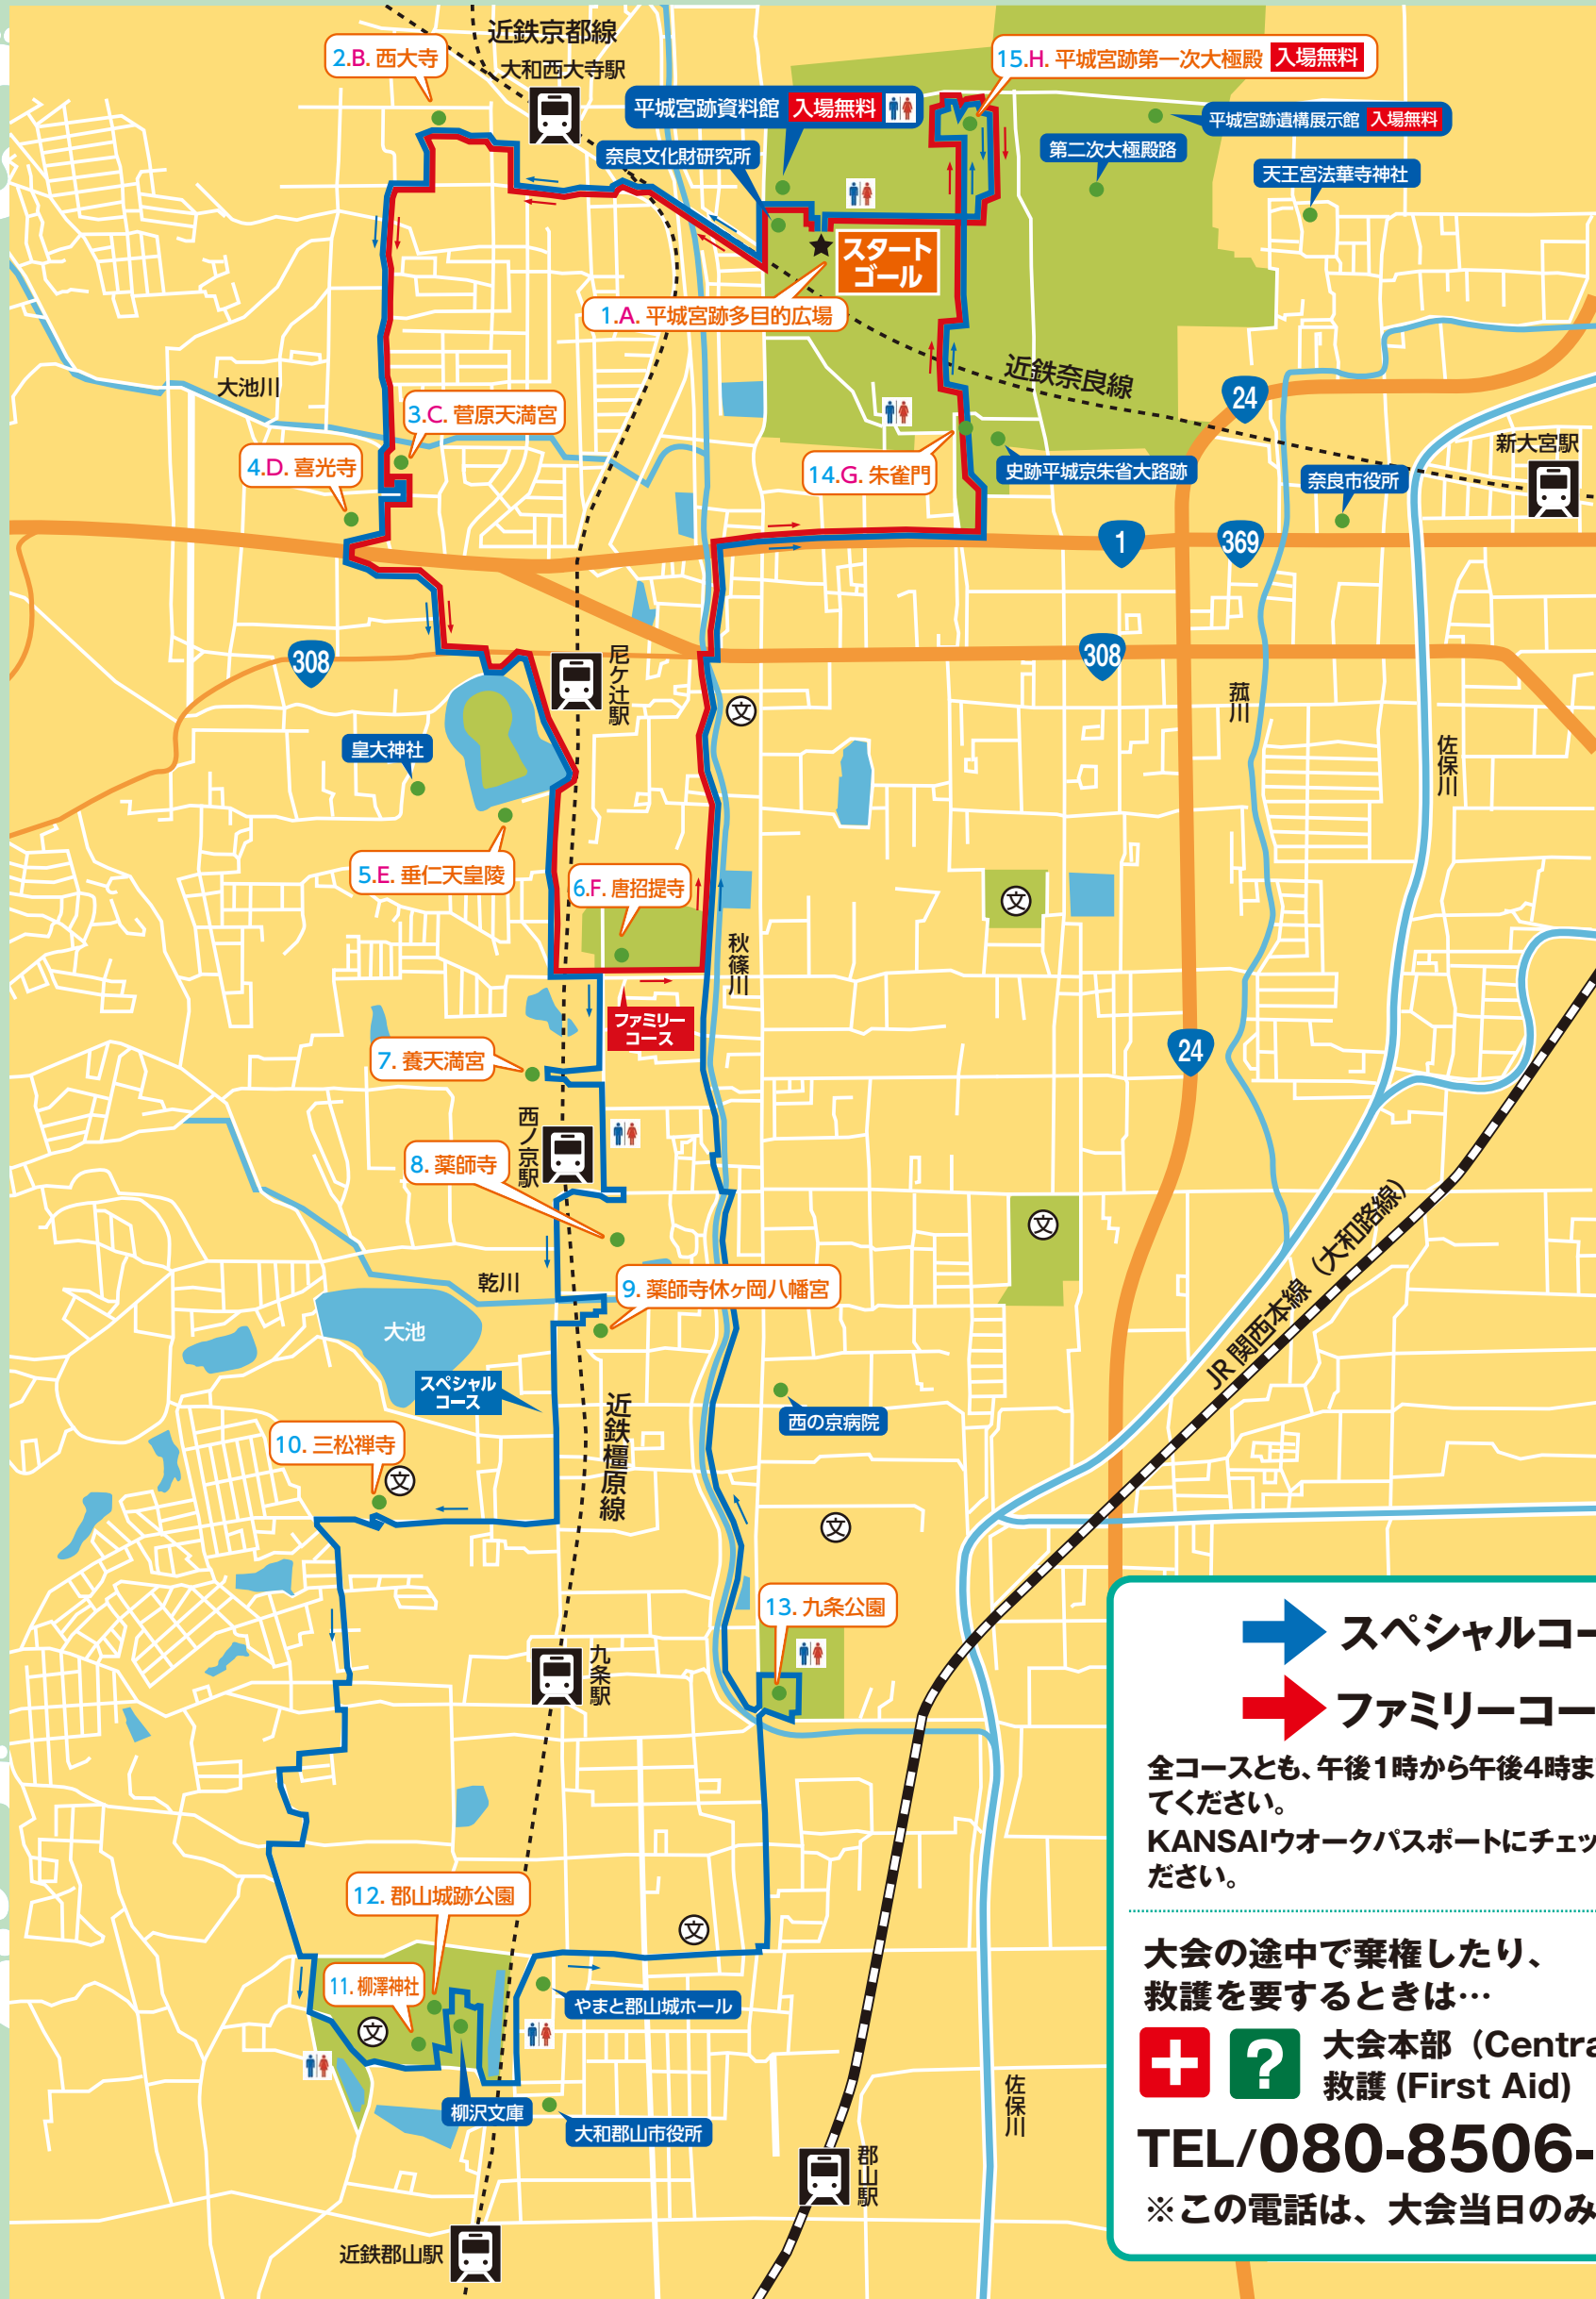 近鉄京都線
2.B. 西大寺
大和西大寺駅
15.H. 平城宮跡第一次大極殿 入場無料
平城宮跡資料館 入場無料
平城宮跡遺構展示館 入場無料
奈良文化財研究所
第二次大極殿路
天王宮法華寺神社
スタート
ゴール
1.A. 平城宮跡多目的広場
近鉄奈良線
大池川
3.C. 菅原天満宮
24
新大宮駅
4.D. 喜光寺
14.G. 朱雀門
史跡平城京朱省大路跡
奈良市役所
1
369
308
尼ケ辻駅
308
文
菰川
皇大神社
佐保川
5.E. 垂仁天皇陵
6.F. 唐招提寺
文
秋篠川
ファミリー
コース
7. 養天満宮
24
西ノ京駅
8. 薬師寺
文
JR 関西本線（大和路線）
乾川
9. 薬師寺休ヶ岡八幡宮
大池
スペシャル
コース
近鉄橿原線
西の京病院
10. 三松禅寺
文
文
13. 九条公園
九条駅
スペシャルコー
ファミリーコー
全コースとも、午後1時から午後4時ま
てください。
KANSAIウオークパスポートにチェッ
ださい。
12. 郡山城跡公園
文
大会の途中で棄権したり、
救護を要するときは…
11. 柳澤神社
やまと郡山城ホール
文
?
大会本部（Centra
救護 (First Aid)
佐保川
柳沢文庫
大和郡山市役所
TEL/080-8506-
郡山駅
※この電話は、大会当日のみ
近鉄郡山駅